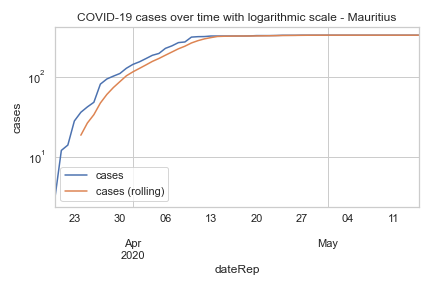 COVID-19 cases over time with logarithmic scale - Mauritius
cases
10²
10¹
cases
cases (rolling)
23 30 06 13 20 27 04 11
Apr May
2020
dateRep